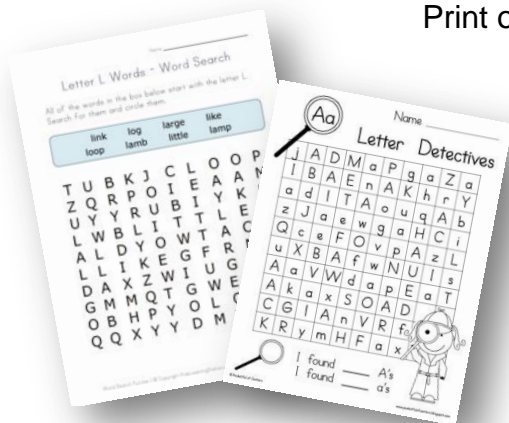 Print o
Name
Letter L Words - Word Search
All of the words in the box below start with the letter L.
Search for them and circle them.
link log large like
loop lamb little lamp
T U B K J C L O O P
Z Q R P O I E A A
U Y Y R U B I Y K
L W B L I T T L E
A L D Y O W T A C
L L I K E G F R
D A X Z W I U G
G M M Q T G W E
O B H P Y O L
Q Q X Y Y D M
Aa
Name
Letter Detectives
j A D M a P g a Z a
I B A E n A K h r Y
a d I T A o u q A b
z J a e w g a H C i
Q c e F O v p A z L
u X B A f w N U l s
A a V W d a p E a T
A k a x S O A D
C G I A n V R f
K R y m H F a x
I found A's
I found a's